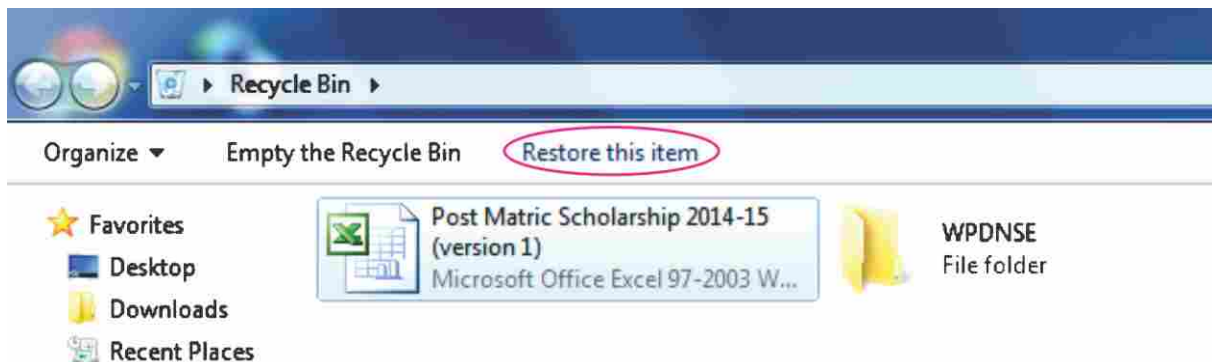 Recycle Bin
Organize
Empty the Recycle Bin
Restore this item
Favorites
Desktop
Downloads
Recent Places
Post Matric Scholarship 2014-15
(version 1)
Microsoft Office Excel 97-2003 W...
WPDNSE
File folder